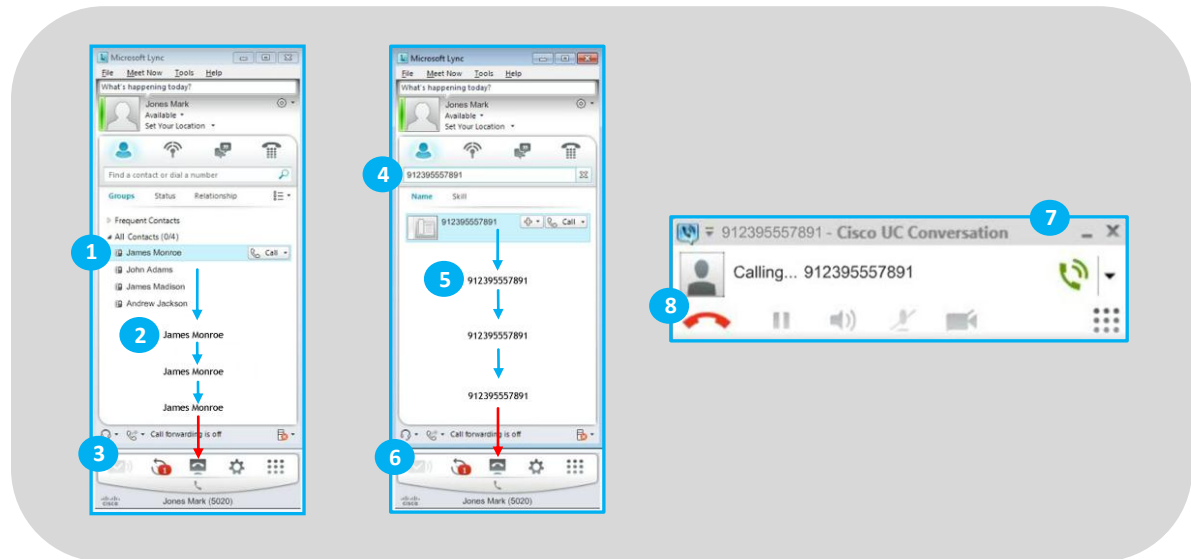 Microsoft Lync
File Meet Now Tools Help
What's happening today?
Jones Mark
Available
Set Your Location
Find a contact or dial a number
Groups Status Relationship
Frequent Contacts
All Contacts (0/4)
1
James Monroe Call
John Adams
James Madison
Andrew Jackson
2
James Monroe
James Monroe
James Monroe
Call forwarding is off
3
1
cisco
Jones Mark (5020)
Microsoft Lync
File Meet Now Tools Help
What's happening today?
Jones Mark
Available
Set Your Location
4
912395557891
Name Skill
912395557891 Call
5
912395557891
912395557891
912395557891
Call forwarding is off
6
1
cisco
Jones Mark (5020)
7
912395557891 - Cisco UC Conversation
Calling... 912395557891
8